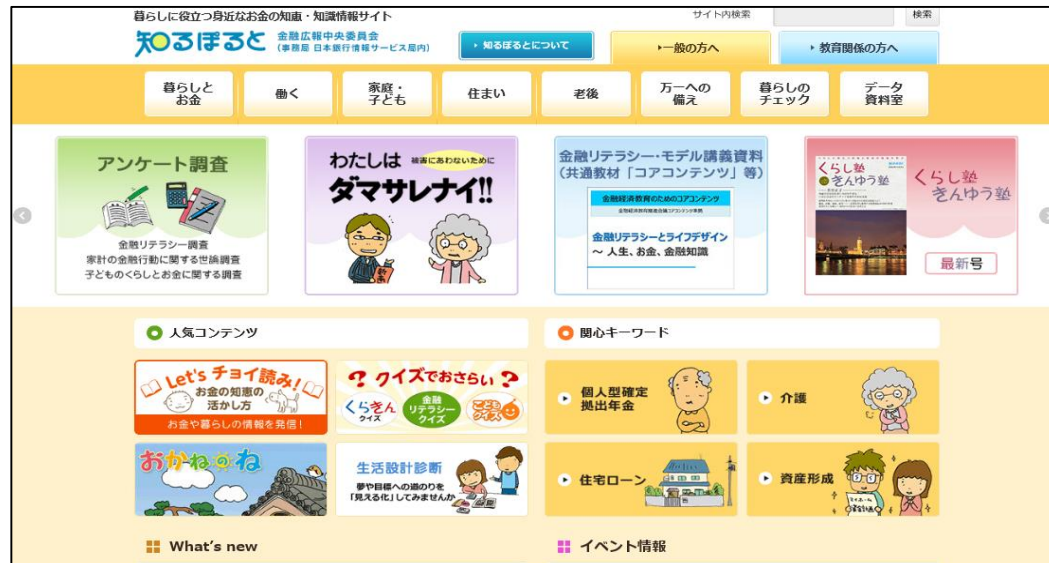 暮らしに役立つ身近なお金の知恵・知識情報サイト
サイト内検索
検索
知るぽると
金融広報中央委員会
(事務局 日本銀行情報サービス局内)
知るぽるとについて
一般の方へ
教育関係の方へ
暮らしと
お金
働く
家庭・
子ども
住まい
老後
万一への
備え
暮らしの
チェック
データ
資料室
アンケート調査
金融リテラシー調査
家計の金融行動に関する世論調査
子どものくらしとお金に関する調査
わたしは 被害にあわないために
ダマサレナイ!!
金融リテラシー・モデル講義資料
(共通教材「コアコンテンツ」等)
金融経済教育のためのコアコンテンツ
金融リテラシーとライフデザイン
~ 人生、お金、金融知識
くらし塾
きんゆう塾
くらし塾
きんゆう塾
最新号
人気コンテンツ
関心キーワード
Let's チョイ読み!
お金の知恵の
活かし方
お金や暮らしの情報を発信!
? クイズでおさらい ?
くらきん
クイズ
金融
リテラシー
クイズ
こども
クイズ
個人型確定
拠出年金
介護
おかねのね
生活設計診断
夢や目標への道のりを
「見える化」してみませんか
住宅ローン
資産形成
What's new
イベント情報